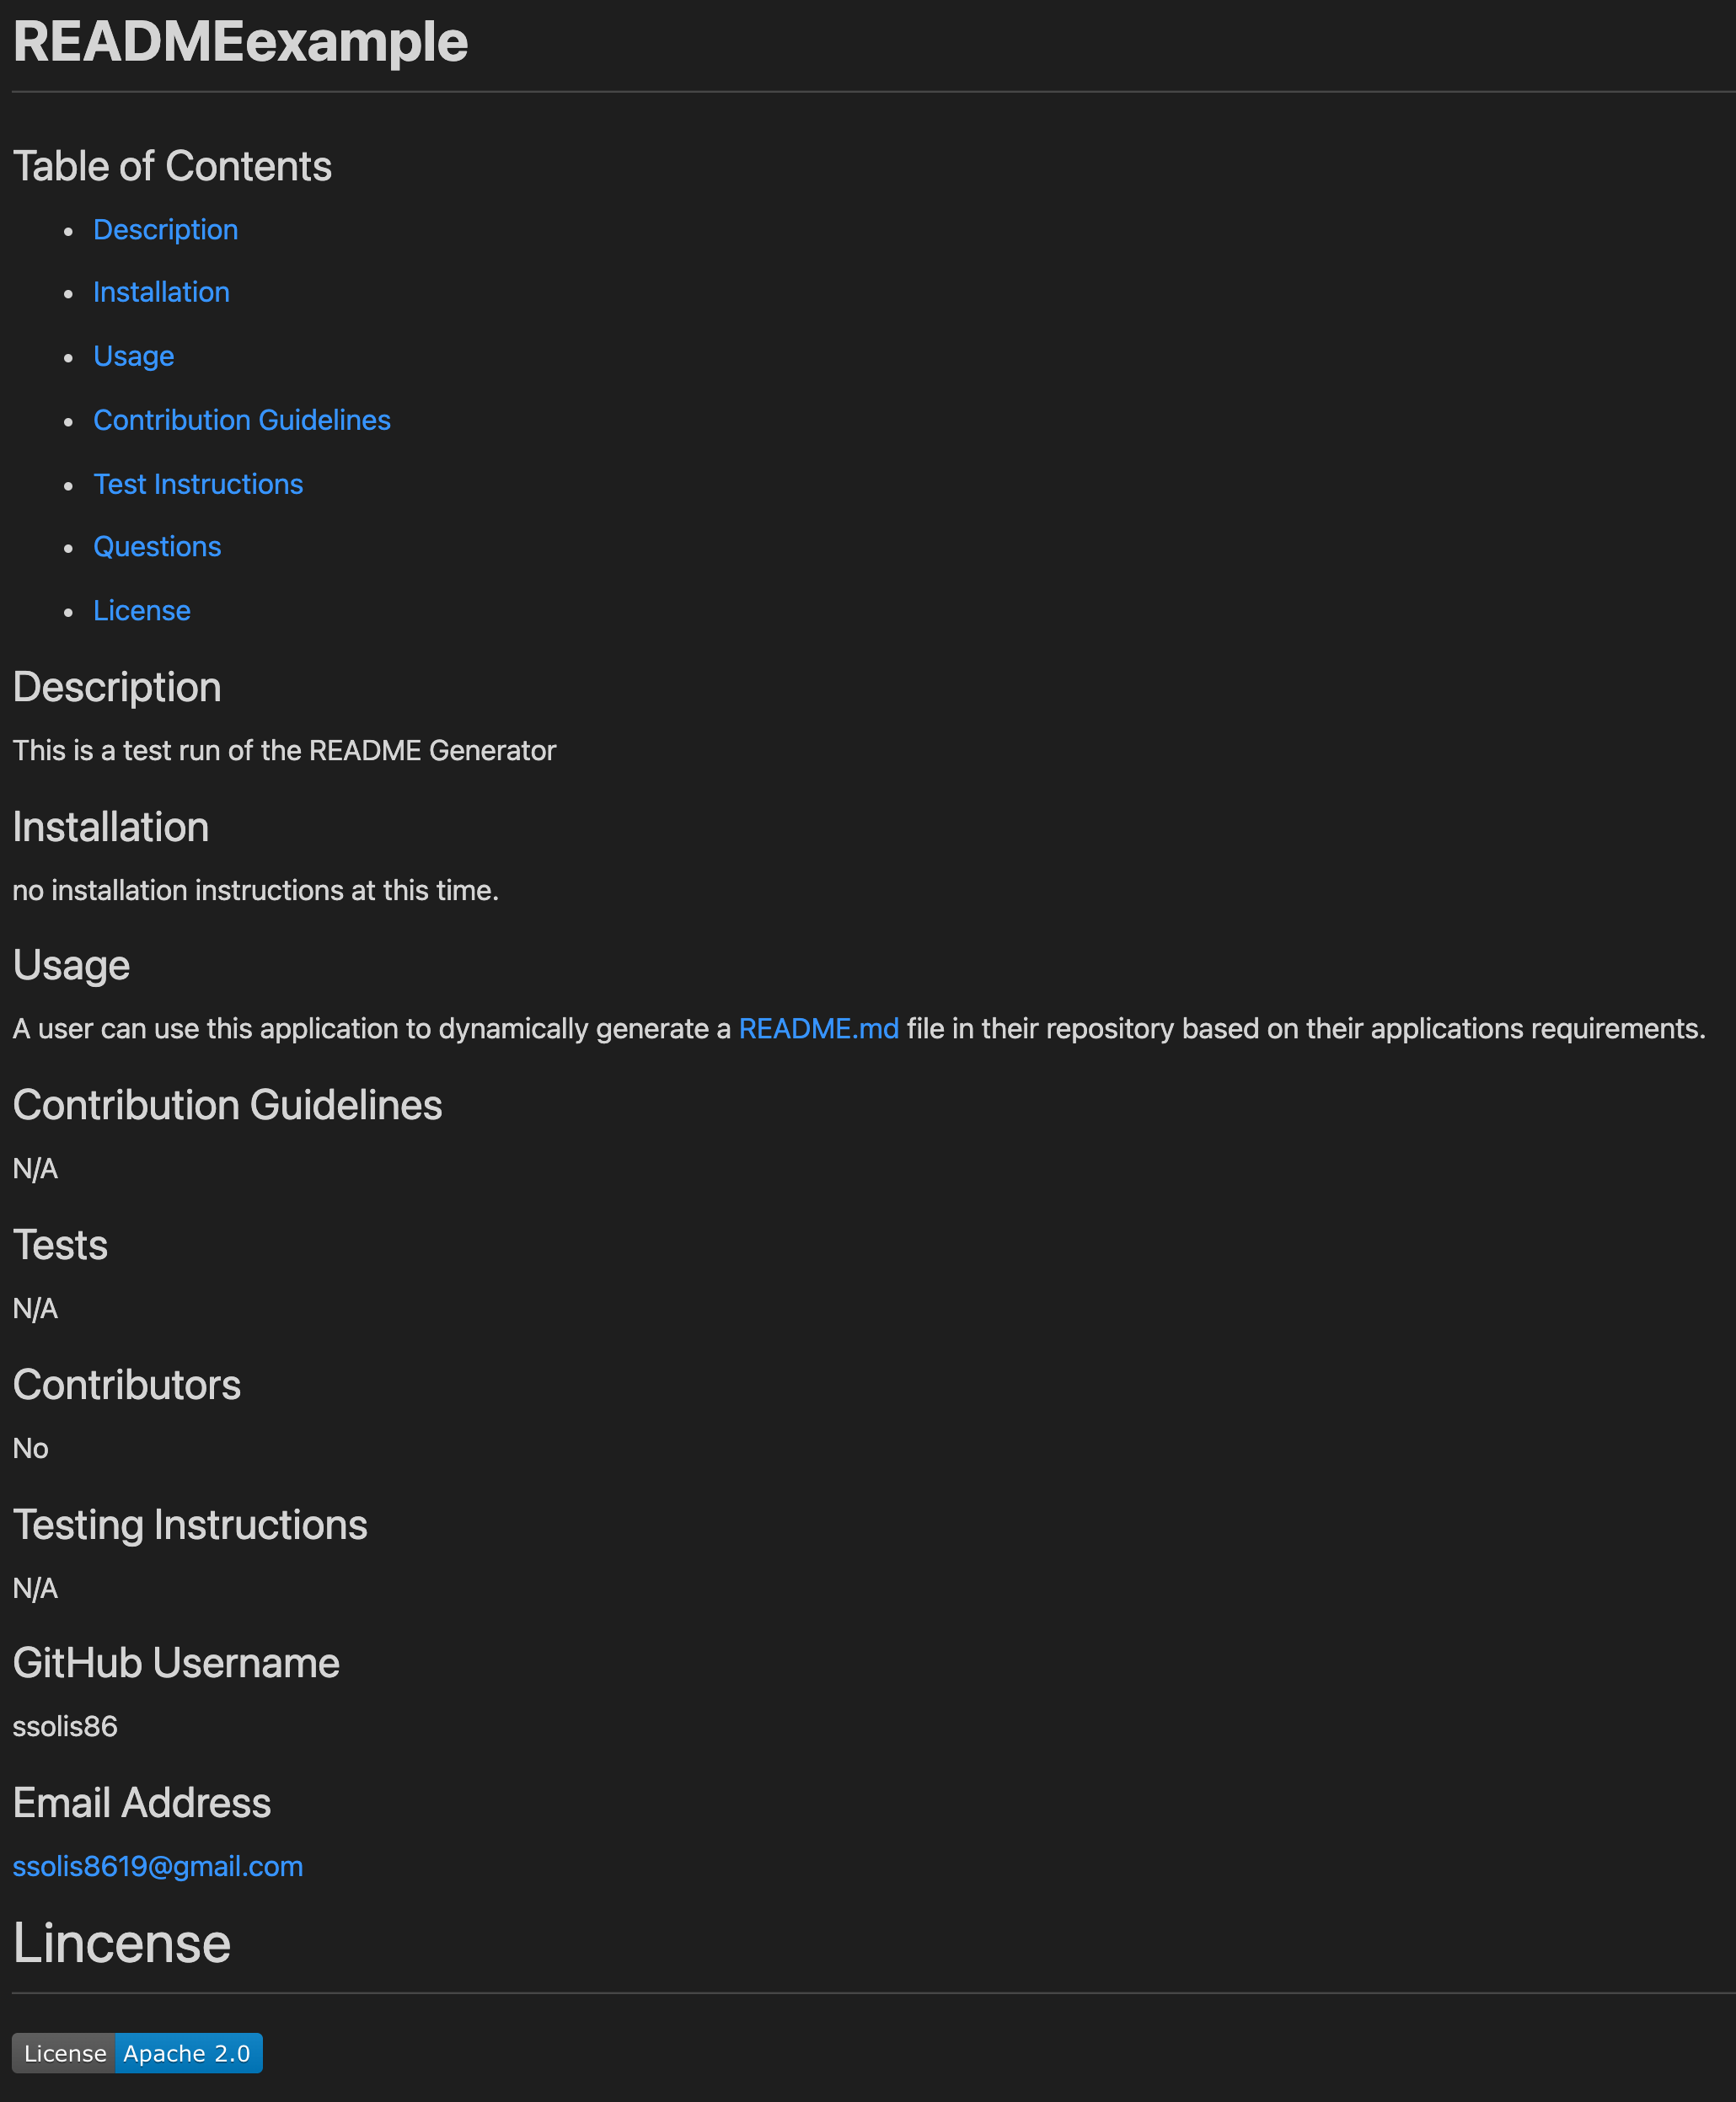 READMEexample
Table of Contents
Description
Installation
Usage
Contribution Guidelines
Test Instructions
Questions
License
Description
This is a test run of the README Generator
Installation
no installation instructions at this time.
Usage
A user can use this application to dynamically generate a README.md file in their repository based on their applications requirements.
Contribution Guidelines
N/A
Tests
N/A
Contributors
No
Testing Instructions
N/A
GitHub Username
ssolis86
Email Address
ssolis8619@gmail.com
Lincense
License Apache 2.0